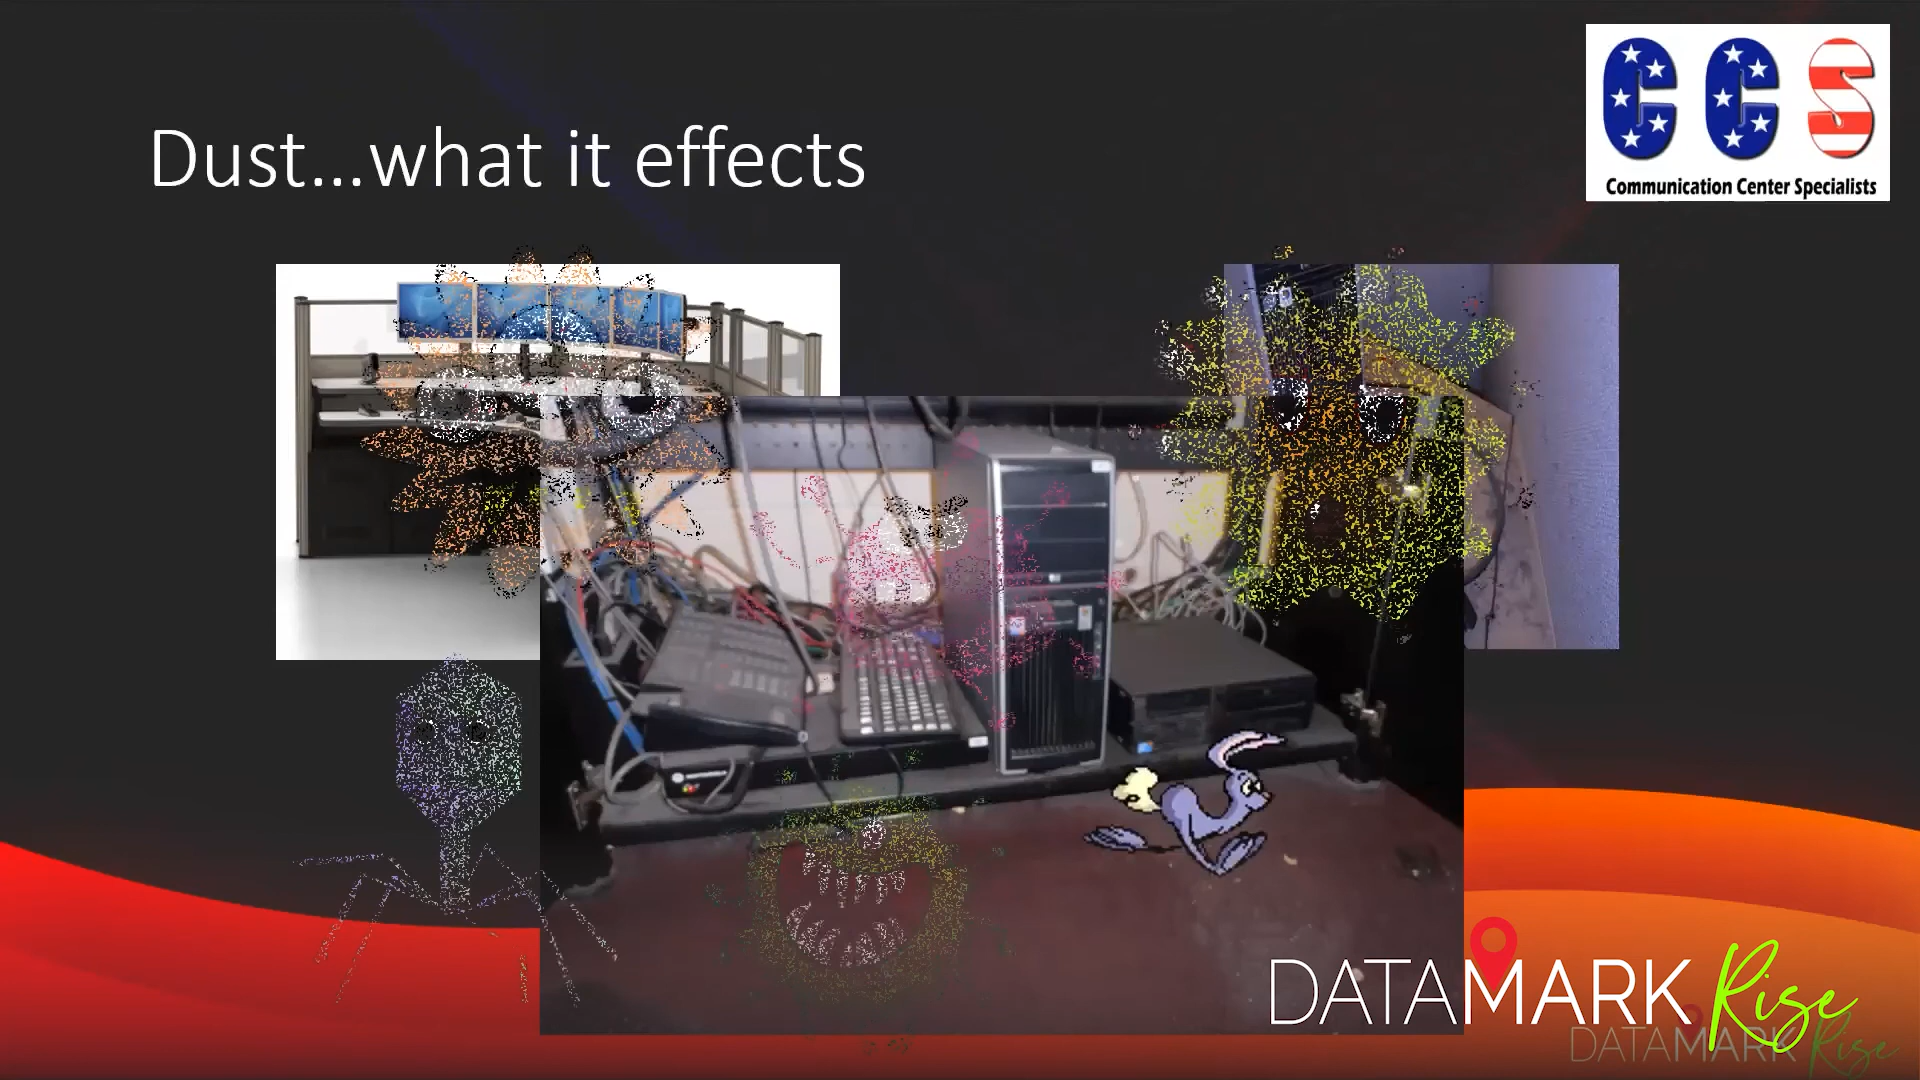 Dust...what it effects
CCS
Communication Center Specialists
DATAMARK Rise
DATAMARK Rise